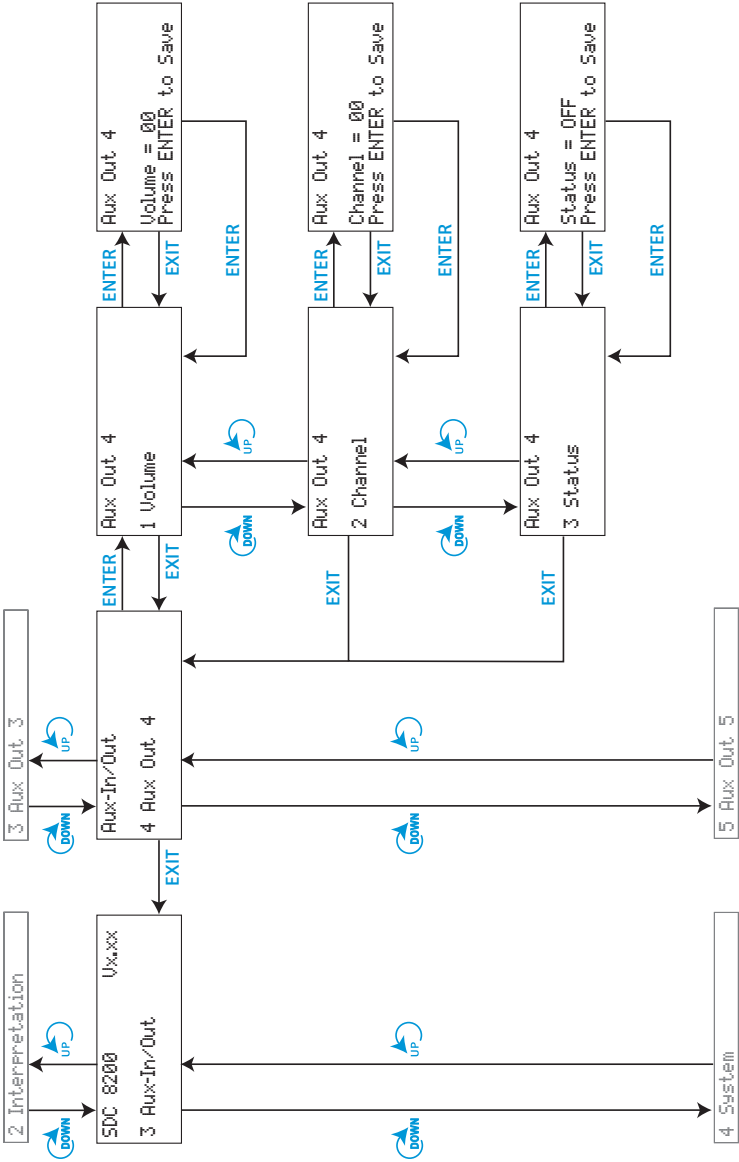 2 Interpretation
3 Aux Out 3
DOWN
UP
DOWN
UP
SDC 8200 Vx.xx
3 Aux-In/Out
EXIT
Aux-In/Out
4 Aux Out 4
ENTER
EXIT
Aux Out 4
1 Volume
ENTER
EXIT
Aux Out 4
Volume = 00
Press ENTER to Save
ENTER
DOWN
UP
EXIT
Aux Out 4
2 Channel
ENTER
EXIT
Aux Out 4
Channel = 00
Press ENTER to Save
ENTER
DOWN
UP
DOWN
UP
DOWN
UP
EXIT
Aux Out 4
3 Status
ENTER
EXIT
Aux Out 4
Status = OFF
Press ENTER to Save
ENTER
4 System
5 Aux Out 5